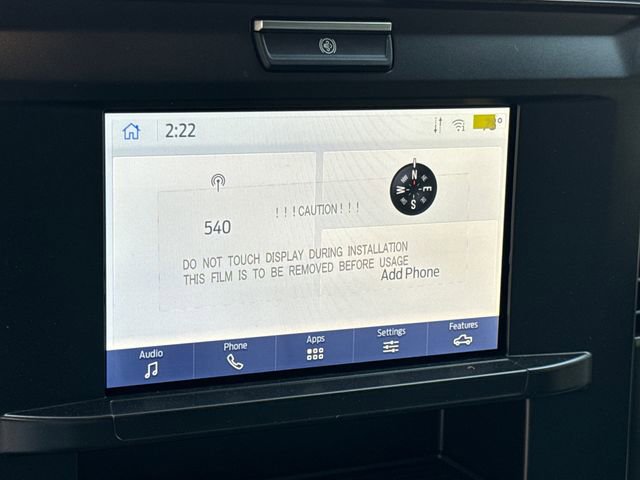 2:22
540
! ! ! CAUTION ! ! !
N
W E
S
DO NOT TOUCH DISPLAY DURING INSTALLATION
THIS FILM IS TO BE REMOVED BEFORE USAGE
Add Phone
Audio
Phone
Apps
Settings
Features